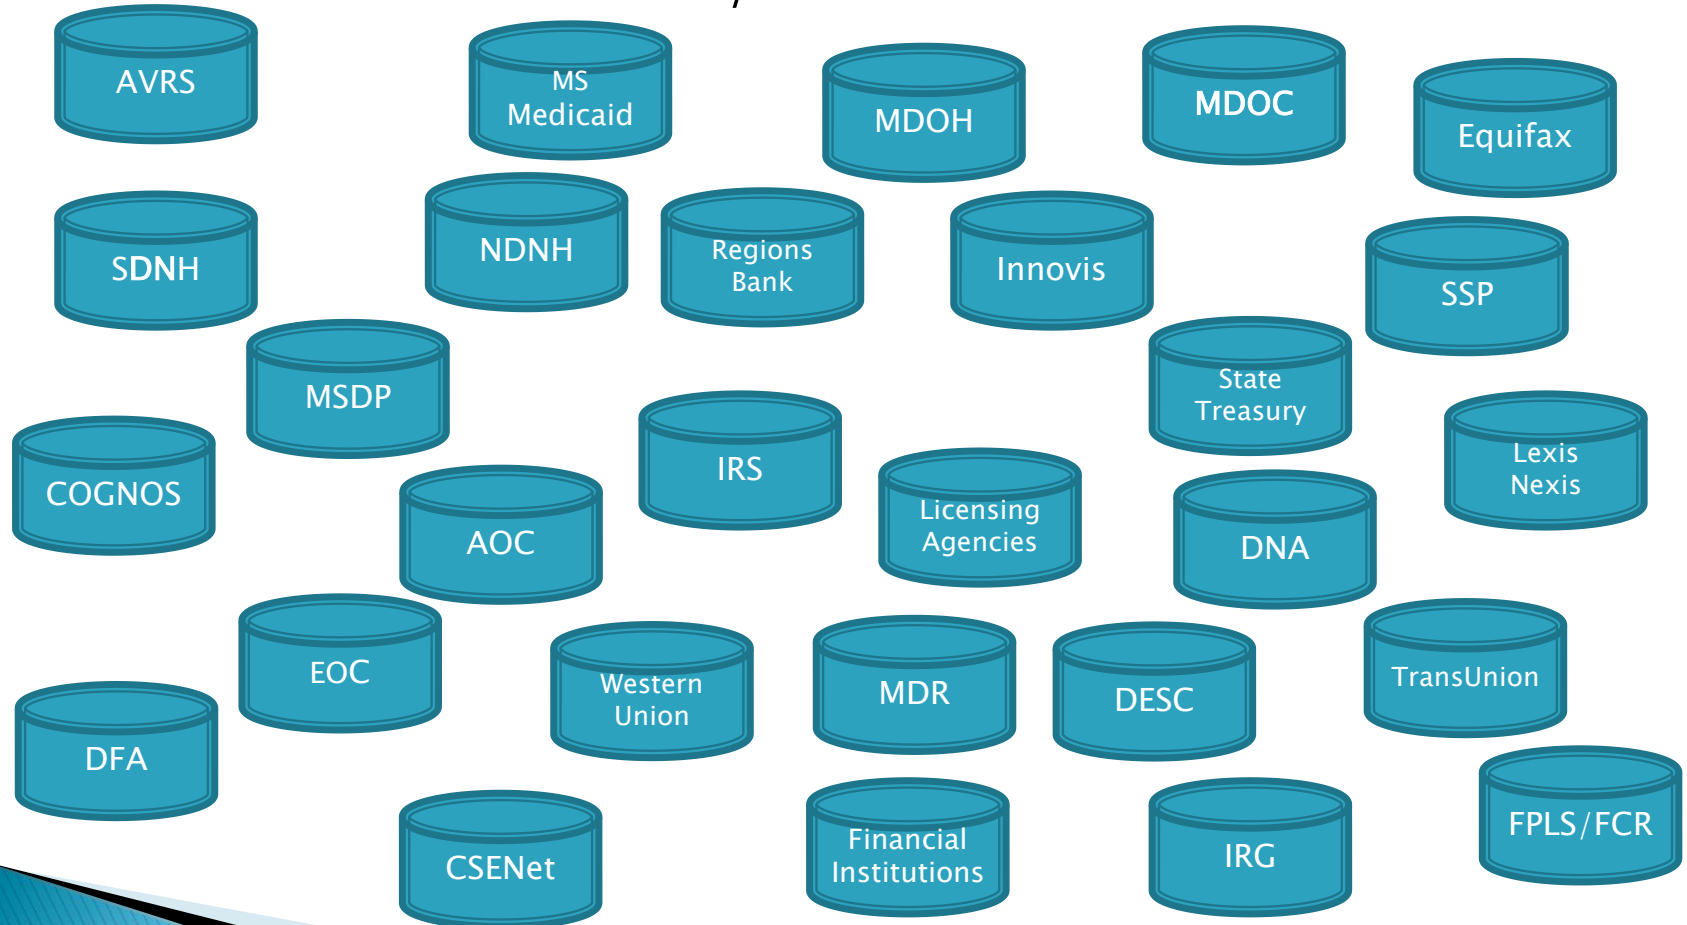 AVRS
MS
Medicaid
MDOH
MDOC
Equifax
SDNH
NDNH
Regions
Bank
Innovis
SSP
MSDP
State
Treasury
COGNOS
IRS
Lexis
Nexis
AOC
Licensing
Agencies
DNA
EOC
Western
Union
MDR
DESC
TransUnion
DFA
CSENet
Financial
Institutions
IRG
FPLS/FCR